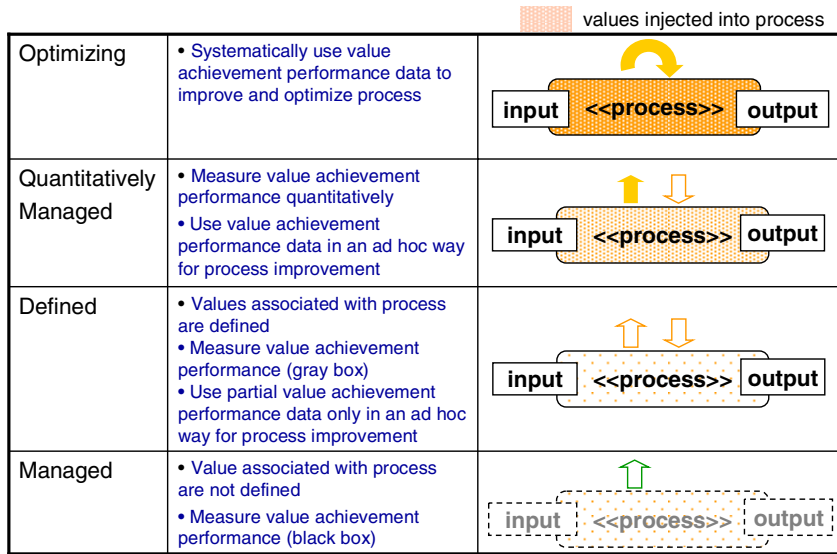 values injected into process
Optimizing
• Systematically use value
achievement performance data to
improve and optimize process
input
<<process>>
output
Quantitatively
Managed
• Measure value achievement
performance quantitatively
• Use value achievement
performance data in an ad hoc way
for process improvement
input
<<process>>
output
Defined
• Values associated with process
are defined
• Measure value achievement
performance (gray box)
• Use partial value achievement
performance data only in an ad hoc
way for process improvement
input
<<process>>
output
Managed
• Value associated with process
are not defined
• Measure value achievement
performance (black box)
input
<<process>>
output